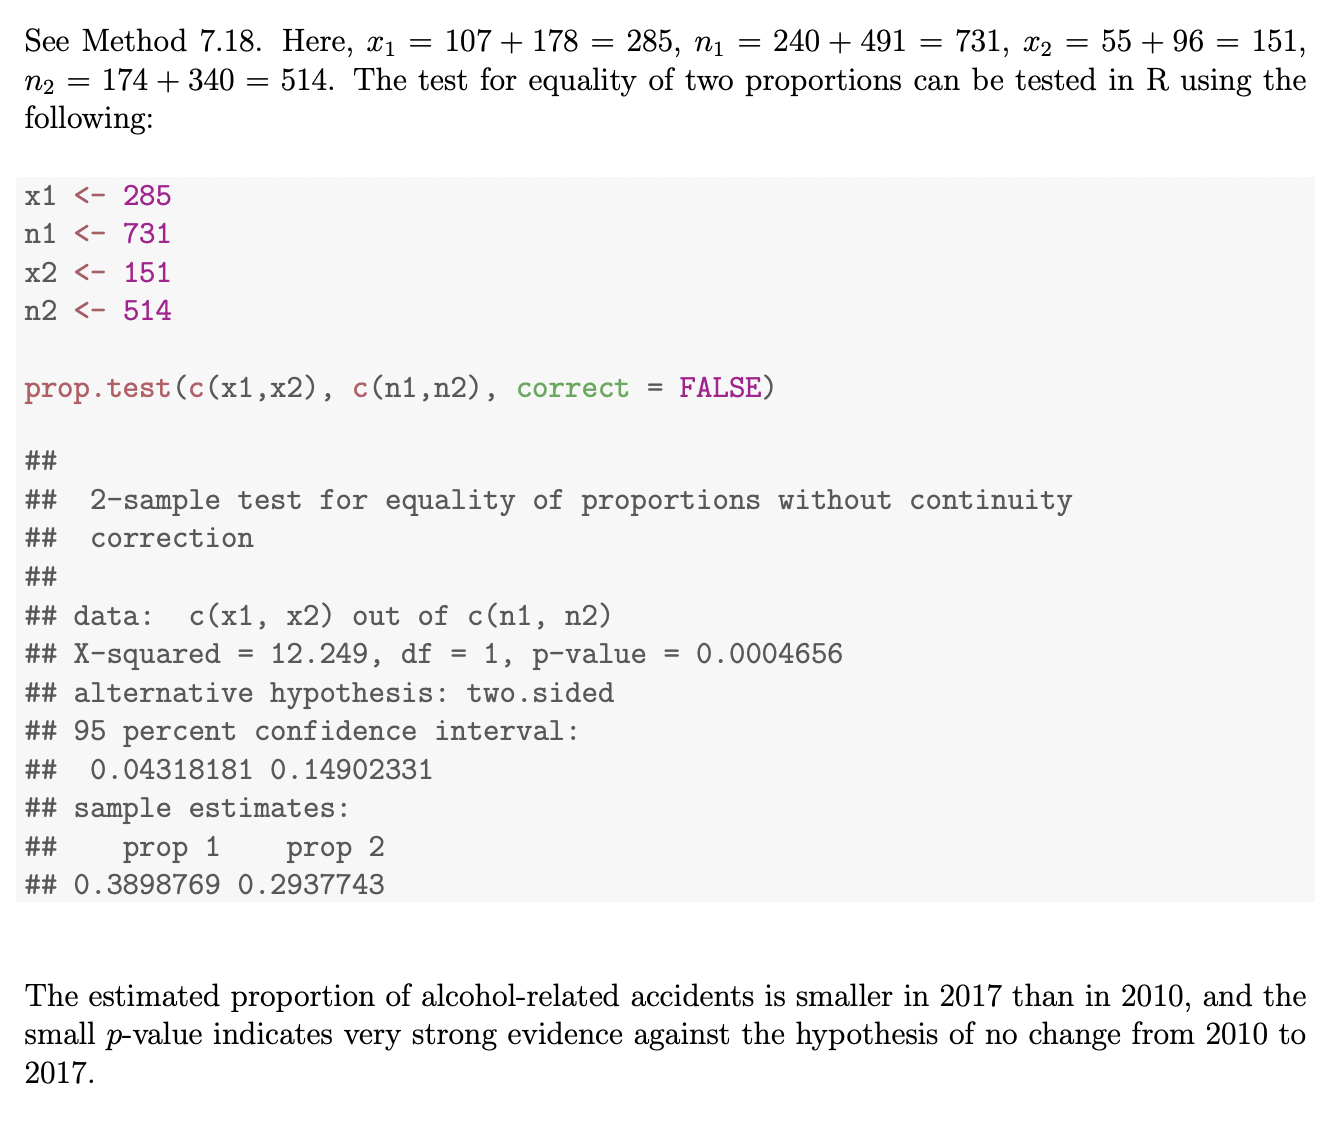 See Method 7.18. Here, x₁ = 107 + 178 = 285, n₁ = 240 + 491 = 731, x₂ = 55 + 96 = 151,
n₂ = 174 + 340 = 514. The test for equality of two proportions can be tested in R using the
following:
x1 <- 285
n1 <- 731
x2 <- 151
n2 <- 514
prop.test(c(x1,x2), c(n1,n2), correct = FALSE)
##
##  2-sample test for equality of proportions without continuity
##  correction
##
## data:  c(x1, x2) out of c(n1, n2)
## X-squared = 12.249, df = 1, p-value = 0.0004656
## alternative hypothesis: two.sided
## 95 percent confidence interval:
##  0.04318181 0.14902331
## sample estimates:
##    prop 1    prop 2
## 0.3898769 0.2937743
The estimated proportion of alcohol-related accidents is smaller in 2017 than in 2010, and the
small p-value indicates very strong evidence against the hypothesis of no change from 2010 to
2017.